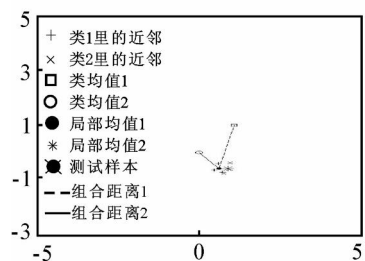 5
3
1
-1
-3
类1里的近邻
类2里的近邻
类均值1
类均值2
局部均值1
局部均值2
测试样本
组合距离1
组合距离2
-5 0 5